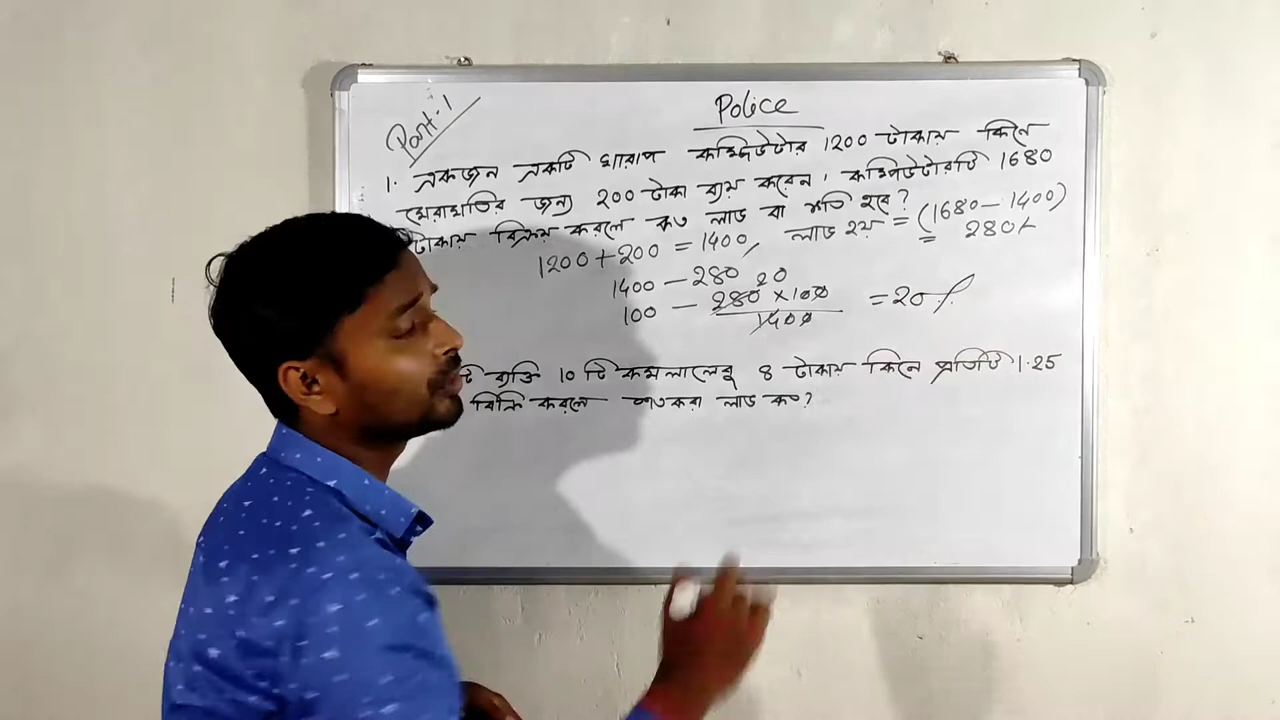 Part-1
Police
1. একজন একটি খারাপ কম্পিউটার 1200 টাকায় কিনে
মেরামতির জন্য 200 টাকা ব্যয় করেন। কম্পিউটারটি 1680
টাকায় বিক্রয় করলে কত লাভ বা ক্ষতি হবে?
1200 + 200 = 1400, লাভ হয় = (1680 - 1400)
= 280/-
1400 — 280
20
100 — 280 x 100 = 20%
1400
টি ব্যক্তি 10 টি কমলালেবু 8 টাকায় কিনে প্রতিটি 1.25
বিক্রি করলে শতকরা লাভ কত?